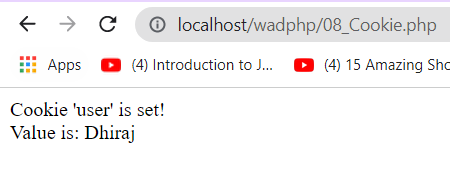 localhost/wadphp/08_Cookie.php
Apps (4) Introduction to J... (4) 15 Amazing Sho
Cookie 'user' is set!
Value is: Dhiraj